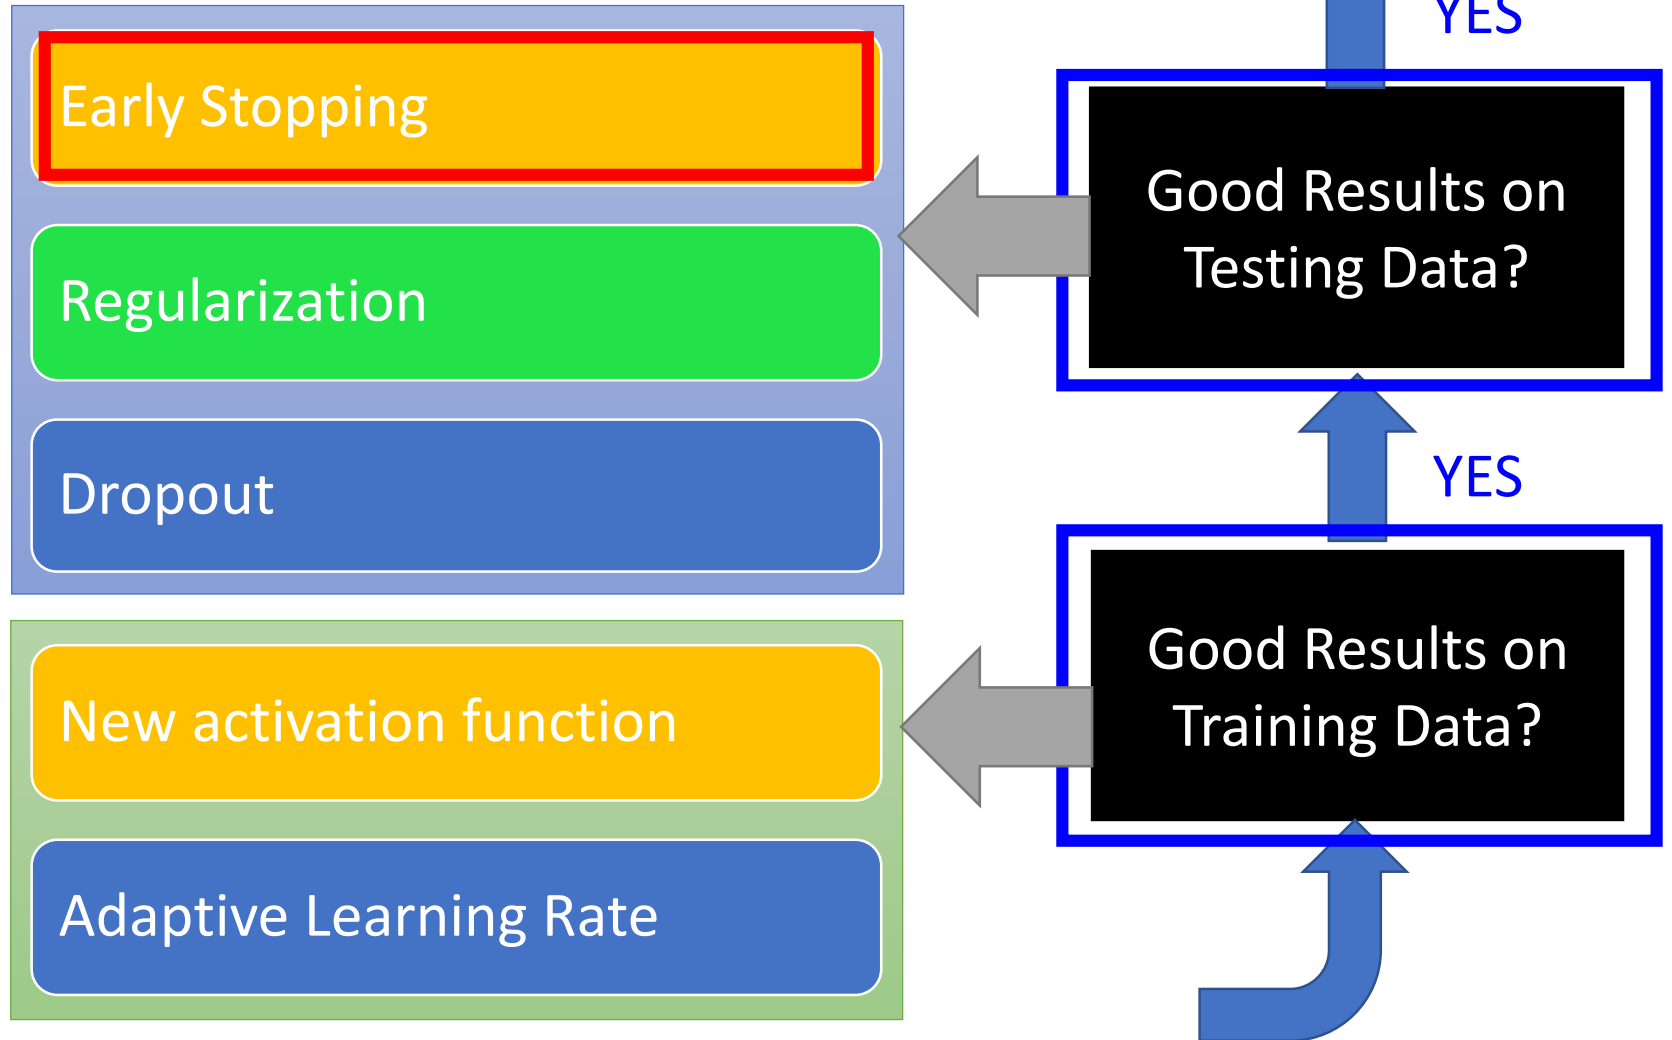 YES
Early Stopping
Good Results on
Testing Data?
Regularization
Dropout
YES
Good Results on
Training Data?
New activation function
Adaptive Learning Rate